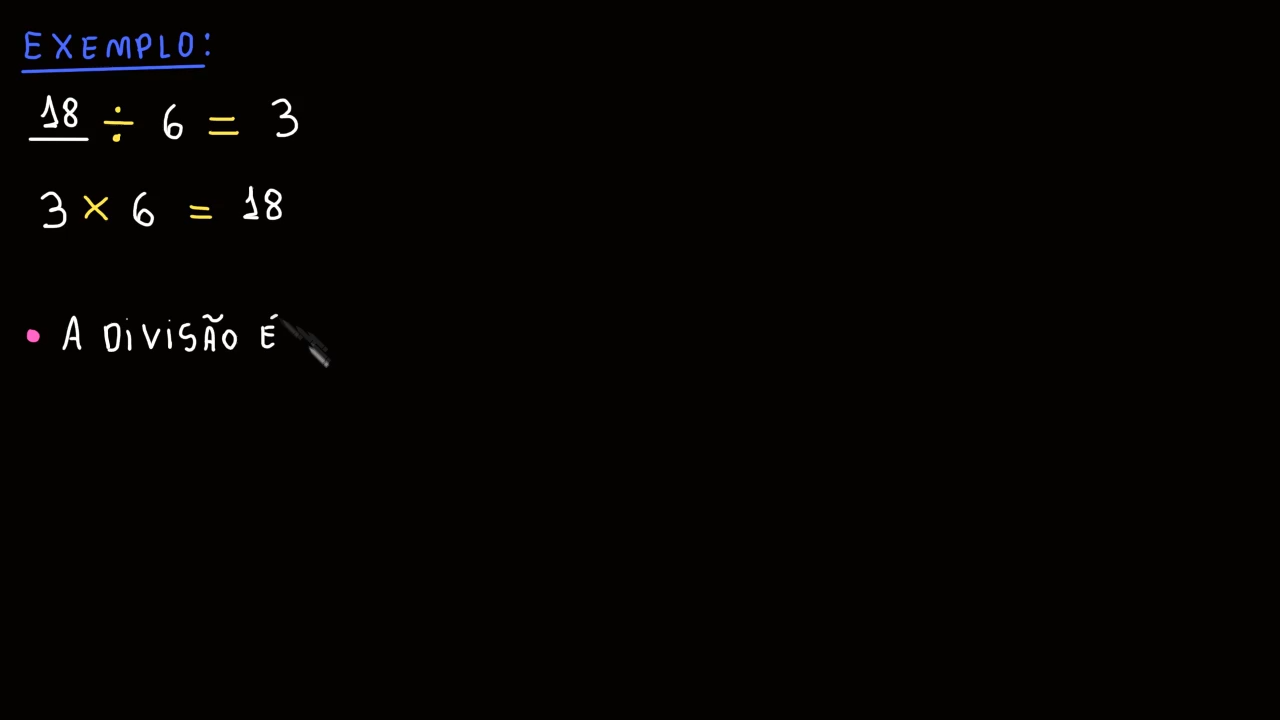 EXEMPLO:
18 ÷ 6 = 3
3 × 6 = 18
• A DIVISÃO É